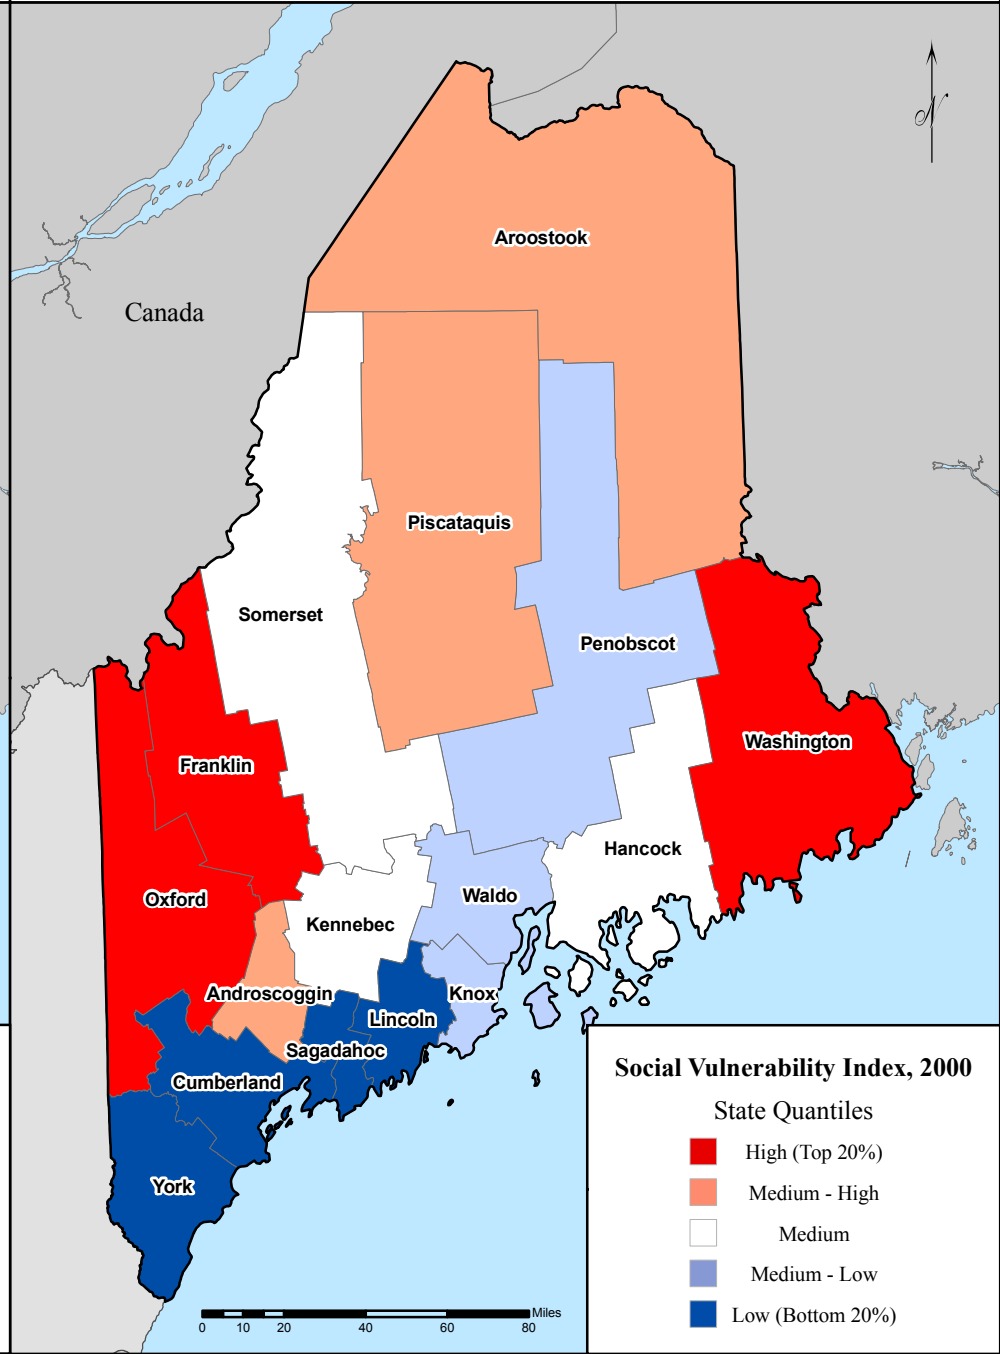 N
Aroostook
Canada
Piscataquis
Somerset
Penobscot
Washington
Franklin
Hancock
Oxford
Waldo
Kennebec
Androscoggin
Knox
Lincoln
Sagadahoc
Cumberland
York
Social Vulnerability Index, 2000
State Quantiles
High (Top 20%)
Medium - High
Medium
Medium - Low
Low (Bottom 20%)
Miles
0 10 20 40 60 80